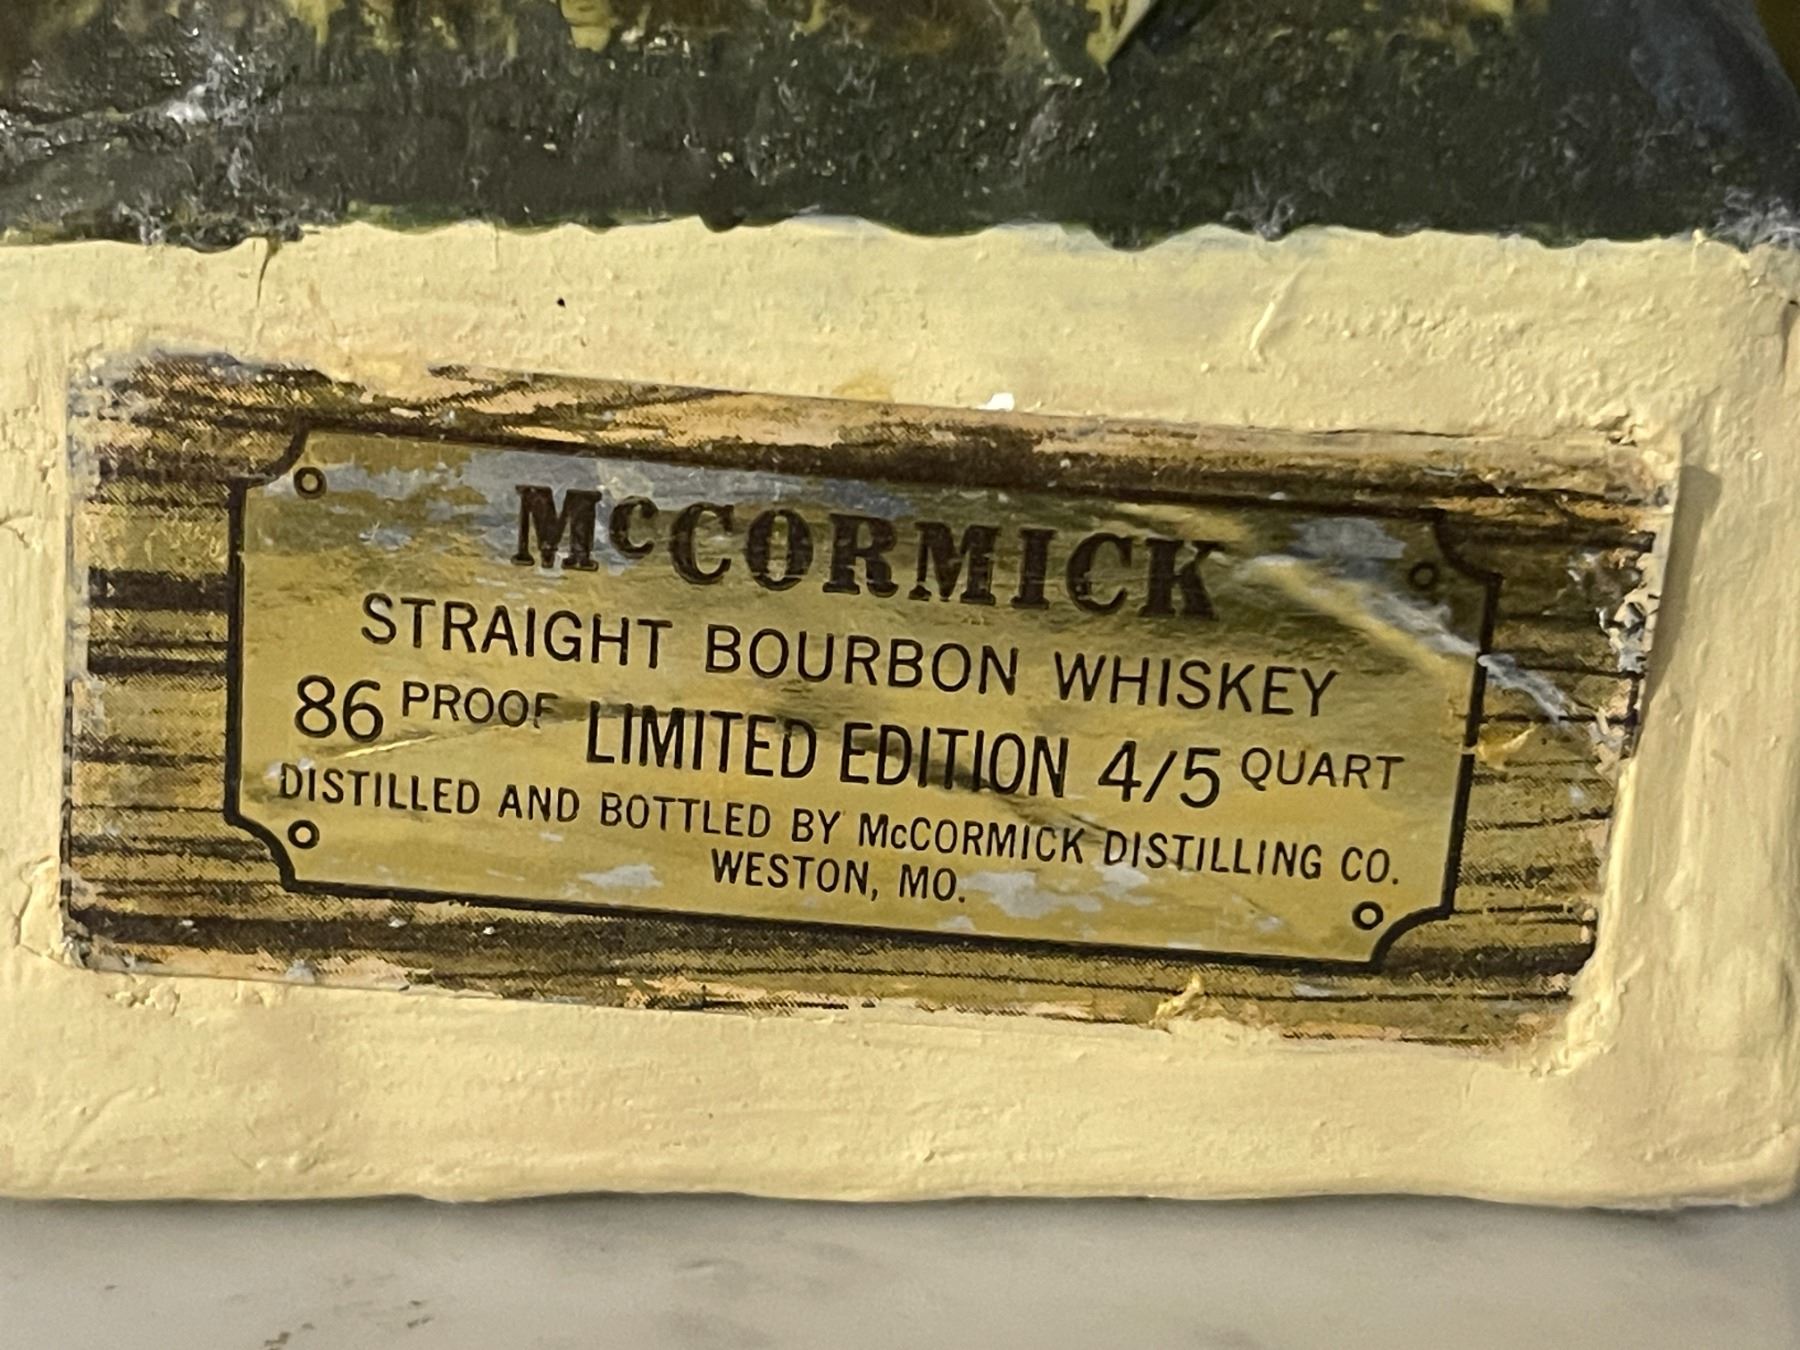 McCORMICK
STRAIGHT BOURBON WHISKEY
86 PROOF LIMITED EDITION 4/5 QUART
DISTILLED AND BOTTLED BY McCORMICK DISTILLING CO.
WESTON, MO.